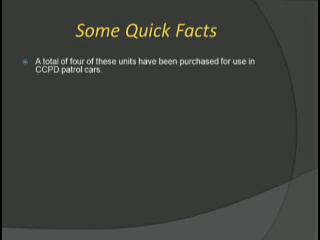 Some Quick Facts
A total of four of these units have been purchased for use in
CCPD patrol cars.